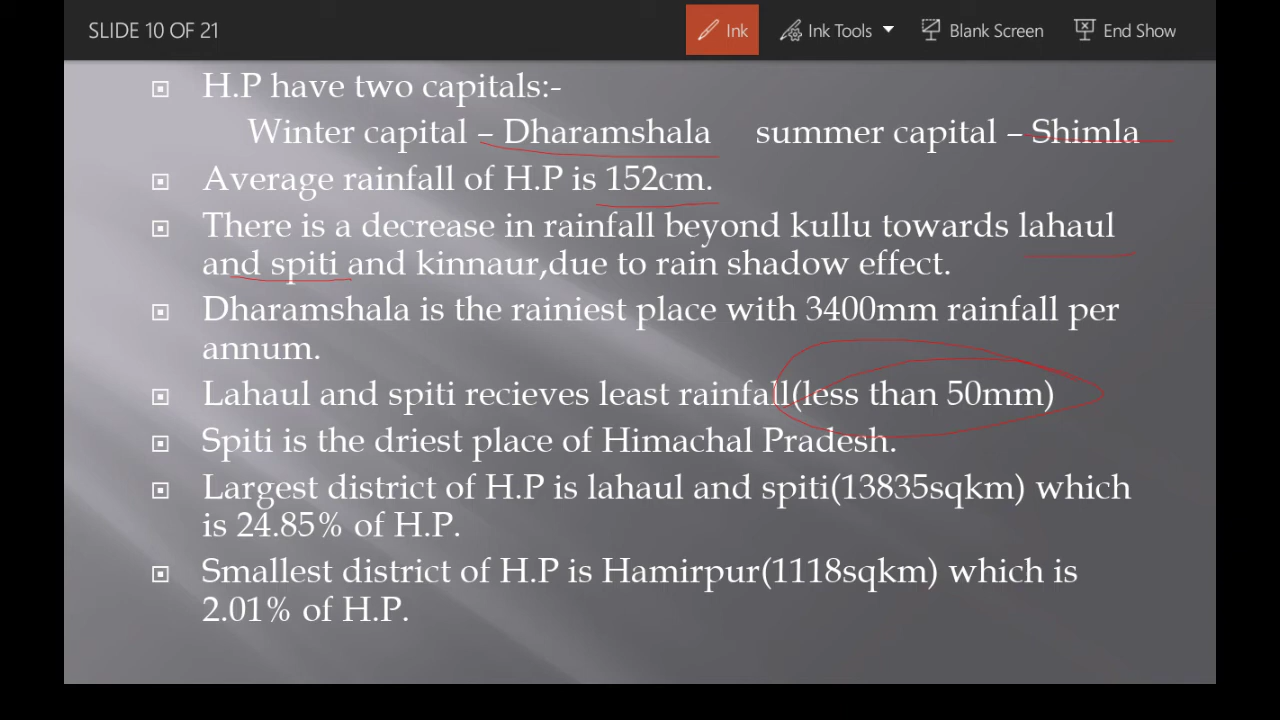 SLIDE 10 OF 21 Ink Ink Tools Blank Screen End Show
H.P have two capitals:-
Winter capital – Dharamshala summer capital – Shimla
Average rainfall of H.P is 152cm.
There is a decrease in rainfall beyond kullu towards lahaul
and spiti and kinnaur,due to rain shadow effect.
Dharamshala is the rainiest place with 3400mm rainfall per
annum.
Lahaul and spiti recieves least rainfall(less than 50mm)
Spiti is the driest place of Himachal Pradesh.
Largest district of H.P is lahaul and spiti(13835sqkm) which
is 24.85% of H.P.
Smallest district of H.P is Hamirpur(1118sqkm) which is
2.01% of H.P.